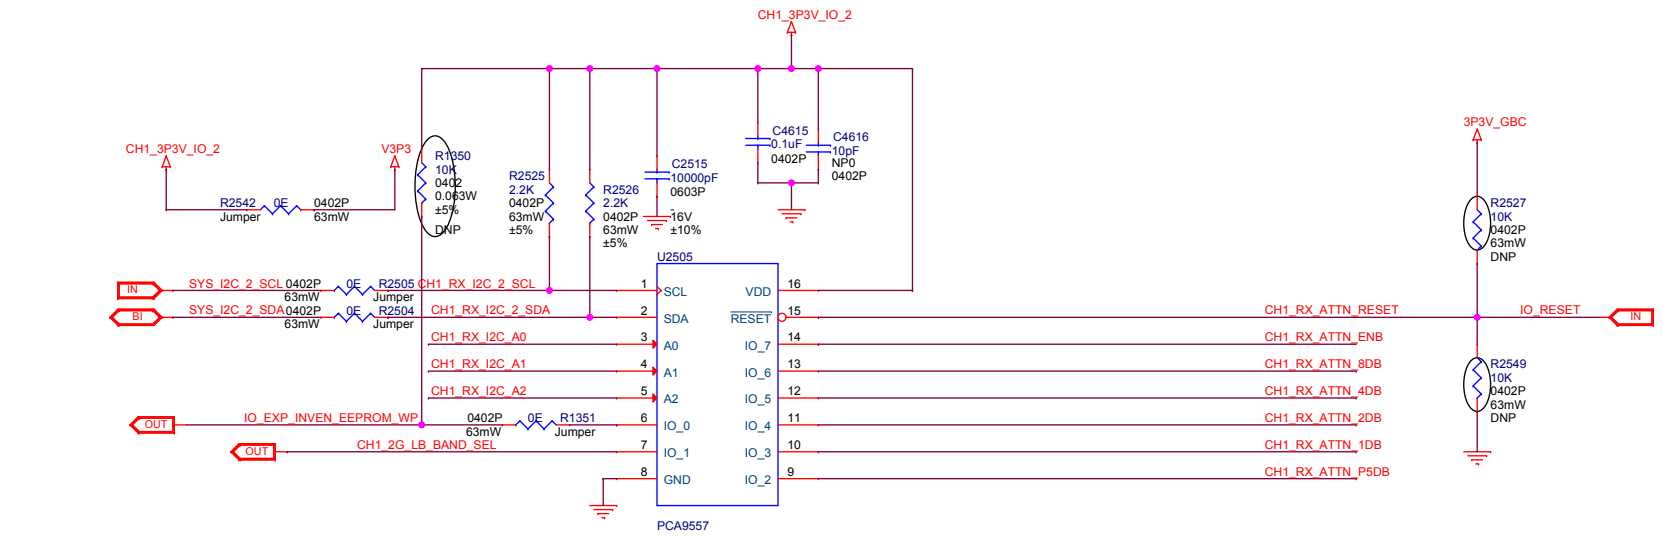 CH1_3P3V_IO_2
CH1_3P3V_IO_2
V3P3
R2542
0E
0402P
Jumper
63mW
R1350
10K
0402
0.063W
±5%
DNP
R2525
2.2K
0402P
63mW
±5%
R2526
2.2K
0402P
63mW
±5%
C2515
10000pF
0603P
16V
±10%
C4615
0.1uF
0402P
C4616
10pF
NP0
0402P
3P3V_GBC
R2527
10K
0402P
63mW
DNP
U2505
IN
SYS_I2C_2_SCL
0402P
0E
R2505
63mW
Jumper
CH1_RX_I2C_2_SCL
1
SCL
VDD
16
BI
SYS_I2C_2_SDA
0402P
0E
R2504
63mW
Jumper
CH1_RX_I2C_2_SDA
2
SDA
RESET
15
CH1_RX_ATTN_RESET
IO_RESET
IN
CH1_RX_I2C_A0
3
A0
IO_7
14
CH1_RX_ATTN_ENB
CH1_RX_I2C_A1
4
A1
IO_6
13
CH1_RX_ATTN_8DB
CH1_RX_I2C_A2
5
A2
IO_5
12
CH1_RX_ATTN_4DB
OUT
IO_EXP_INVEN_EEPROM_WP
0402P
0E
R1351
63mW
Jumper
6
IO_0
IO_4
11
CH1_RX_ATTN_2DB
OUT
CH1_2G_LB_BAND_SEL
7
IO_1
IO_3
10
CH1_RX_ATTN_1DB
8
GND
IO_2
9
CH1_RX_ATTN_P5DB
R2549
10K
0402P
63mW
DNP
PCA9557